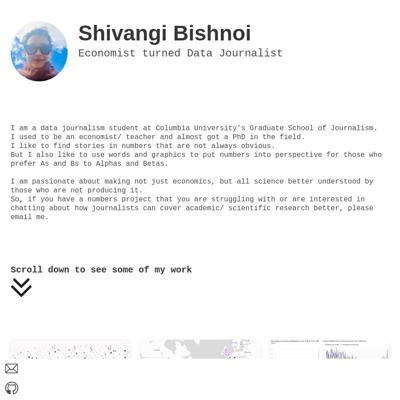 Shivangi Bishnoi
Economist turned Data Journalist
I am a data journalism student at Columbia University's Graduate School of Journalism.
I used to be an economist/ teacher and almost got a PhD in the field.
I like to find stories in numbers that are not always obvious.
But I also like to use words and graphics to put numbers into perspective for those who
prefer As and Bs to Alphas and Betas.
I am passionate about making not just economics, but all science better understood by
those who are not producing it.
So, if you have a numbers project that you are struggling with or are interested in
chatting about how journalists can cover academic/ scientific research better, please
email me.
Scroll down to see some of my work